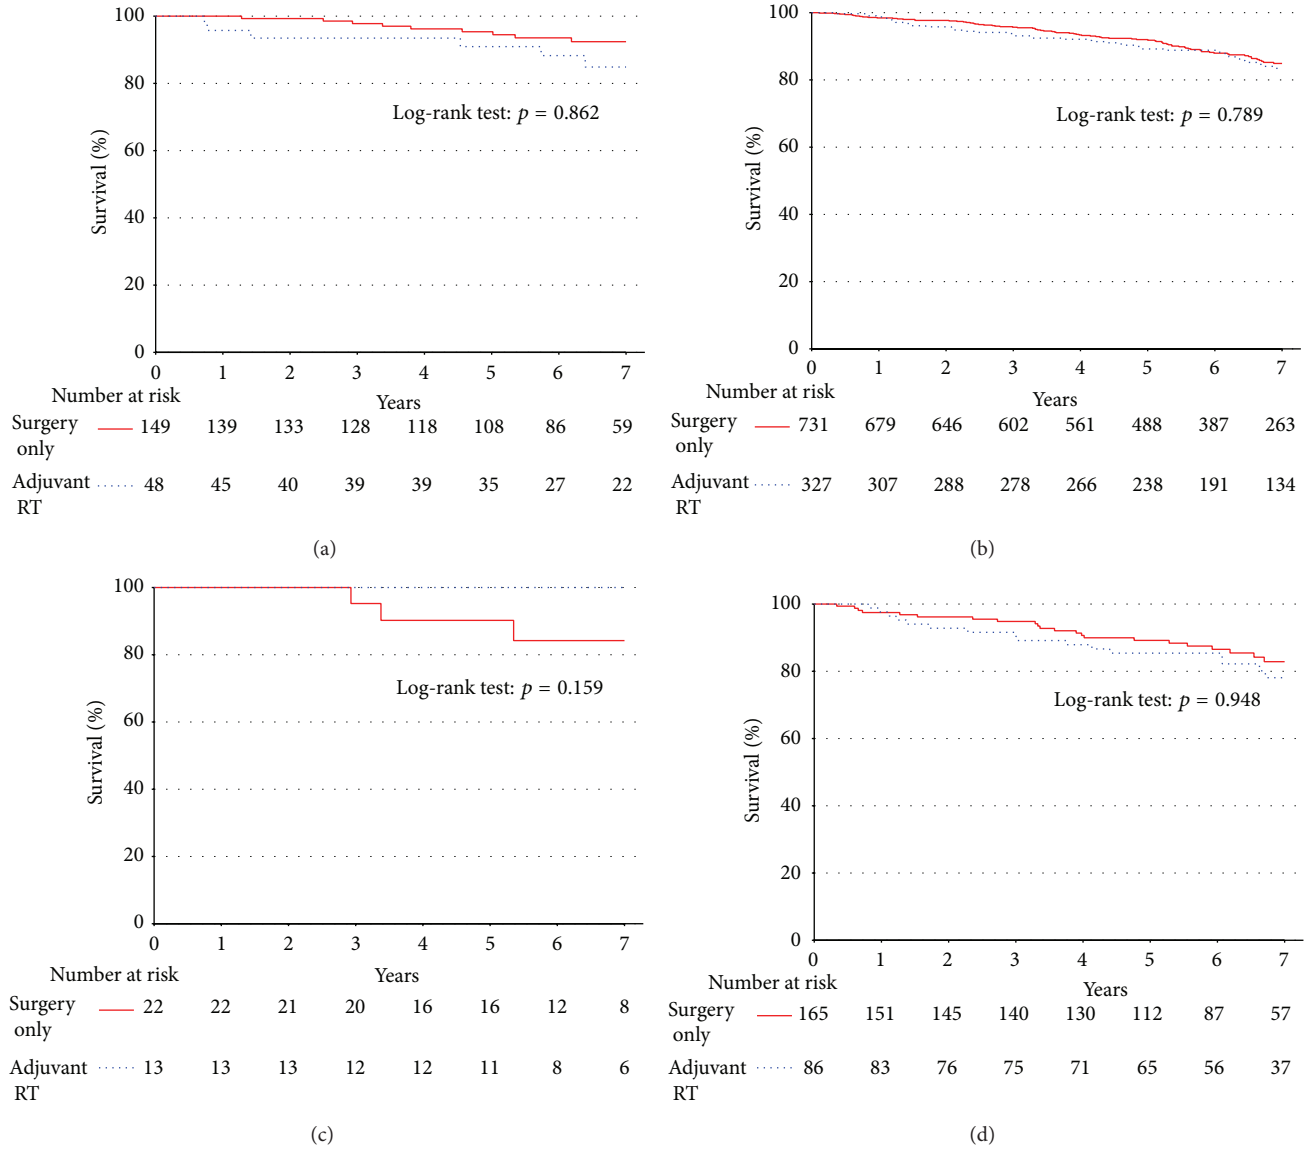 100
80
60
40
20
0
Survival (%)
Log-rank test: p = 0.862
0 1 2 3 4 5 6 7
Number at risk
Years
Surgery only 149 139 133 128 118 108 86 59
Adjuvant RT 48 45 40 39 39 35 27 22
(a)
100
80
60
40
20
0
Survival (%)
Log-rank test: p = 0.789
0 1 2 3 4 5 6 7
Number at risk
Years
Surgery only 731 679 646 602 561 488 387 263
Adjuvant RT 327 307 288 278 266 238 191 134
(b)
100
80
60
40
20
0
Survival (%)
Log-rank test: p = 0.159
0 1 2 3 4 5 6 7
Number at risk
Years
Surgery only 22 22 21 20 16 16 12 8
Adjuvant RT 13 13 13 12 12 11 8 6
(c)
100
80
60
40
20
0
Survival (%)
Log-rank test: p = 0.948
0 1 2 3 4 5 6 7
Number at risk
Years
Surgery only 165 151 145 140 130 112 87 57
Adjuvant RT 86 83 76 75 71 65 56 37
(d)